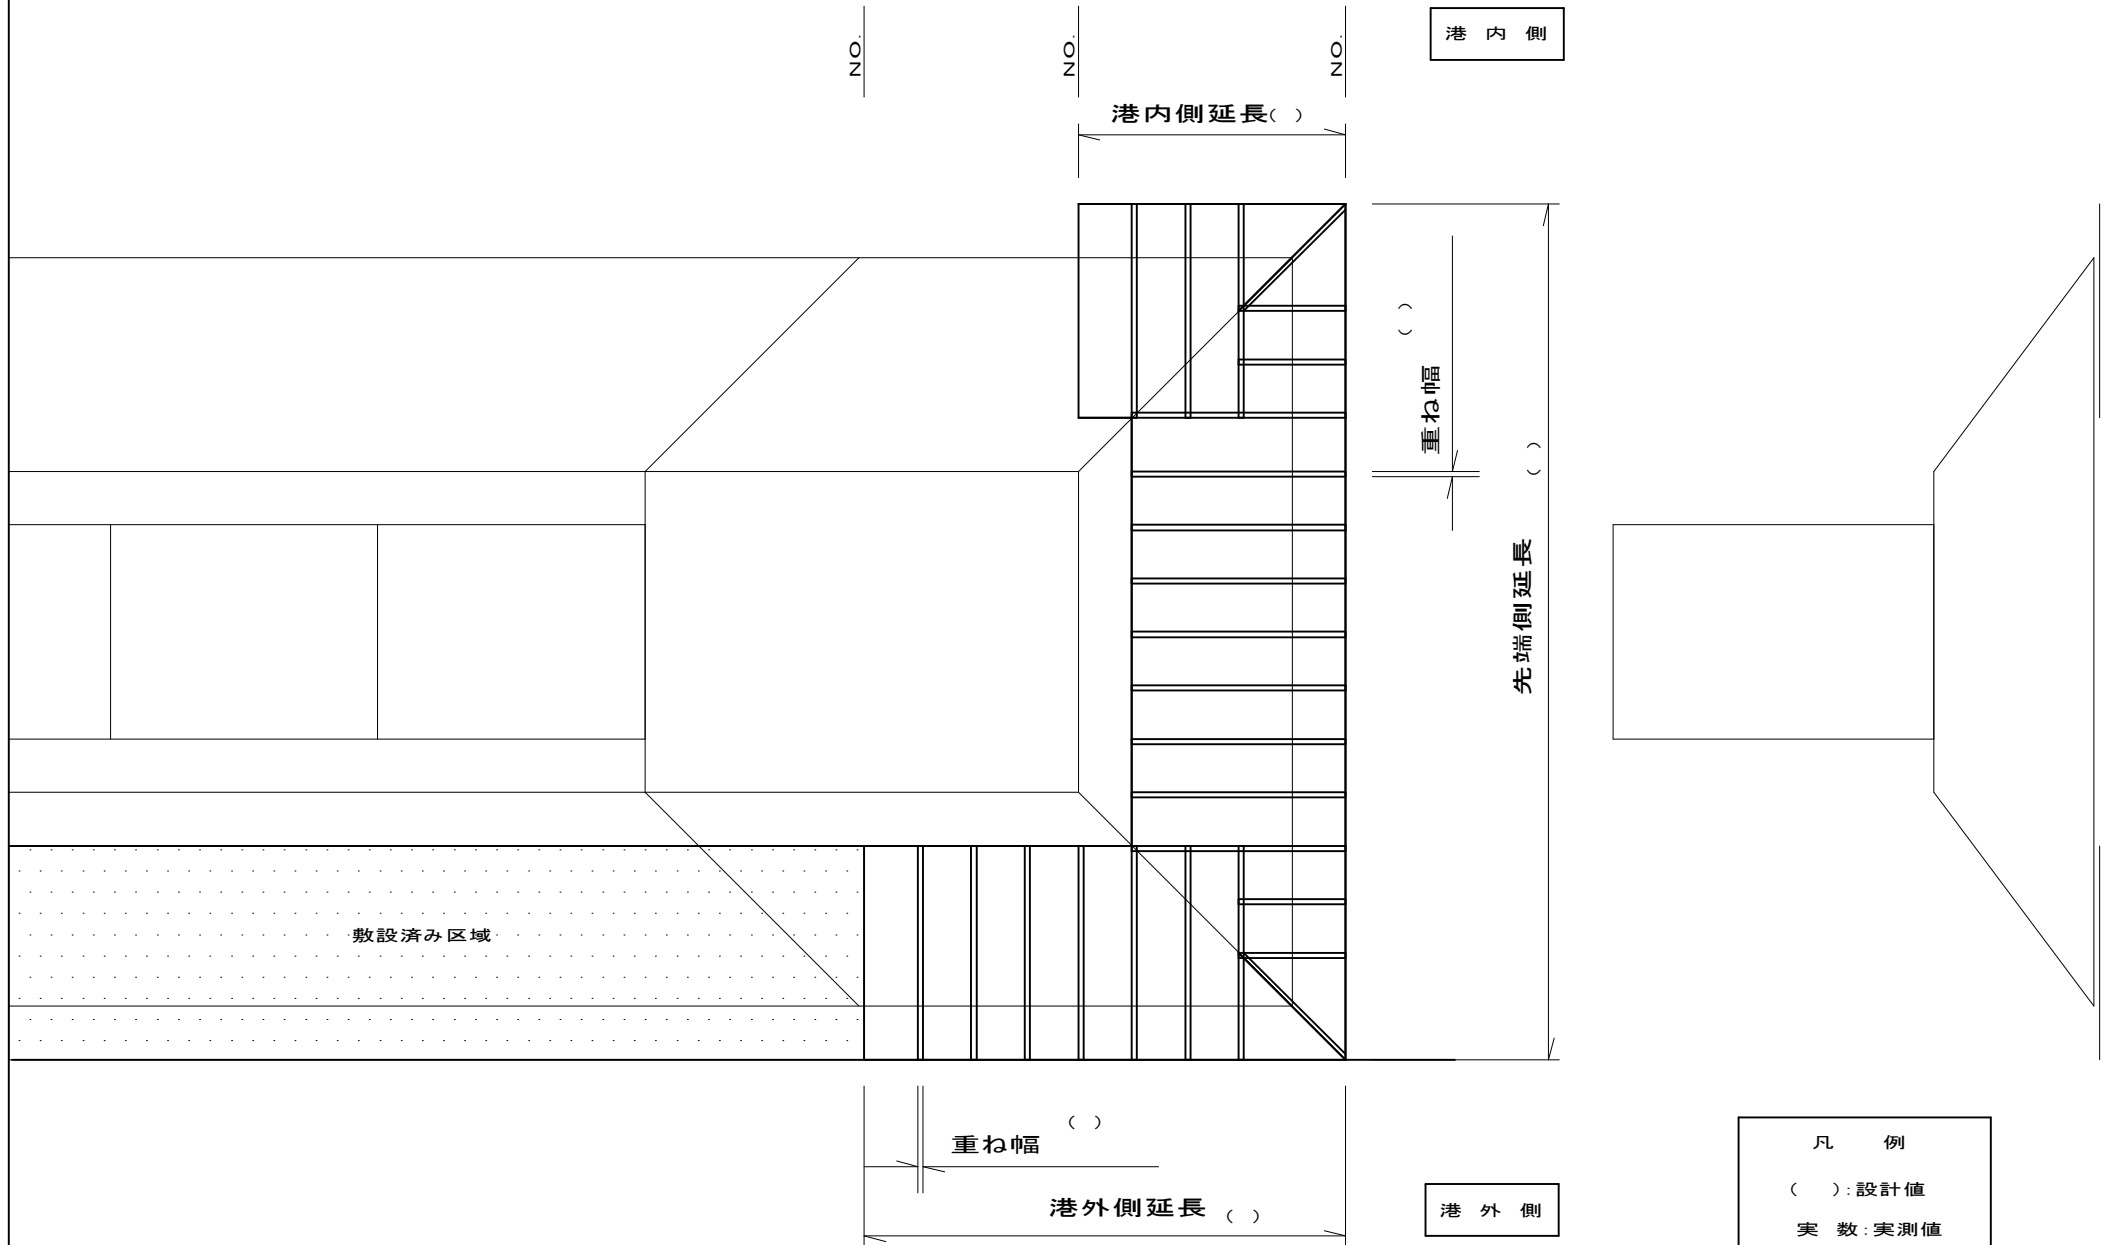 NO.
NO.
NO.
港 内 側
港内側延長( )
重ね幅 ( )
先端側延長 ( )
敷設済み区域
重ね幅 ( )
港外側延長 ( )
港 外 側
凡 例
( ):設計値
実 数:実測値